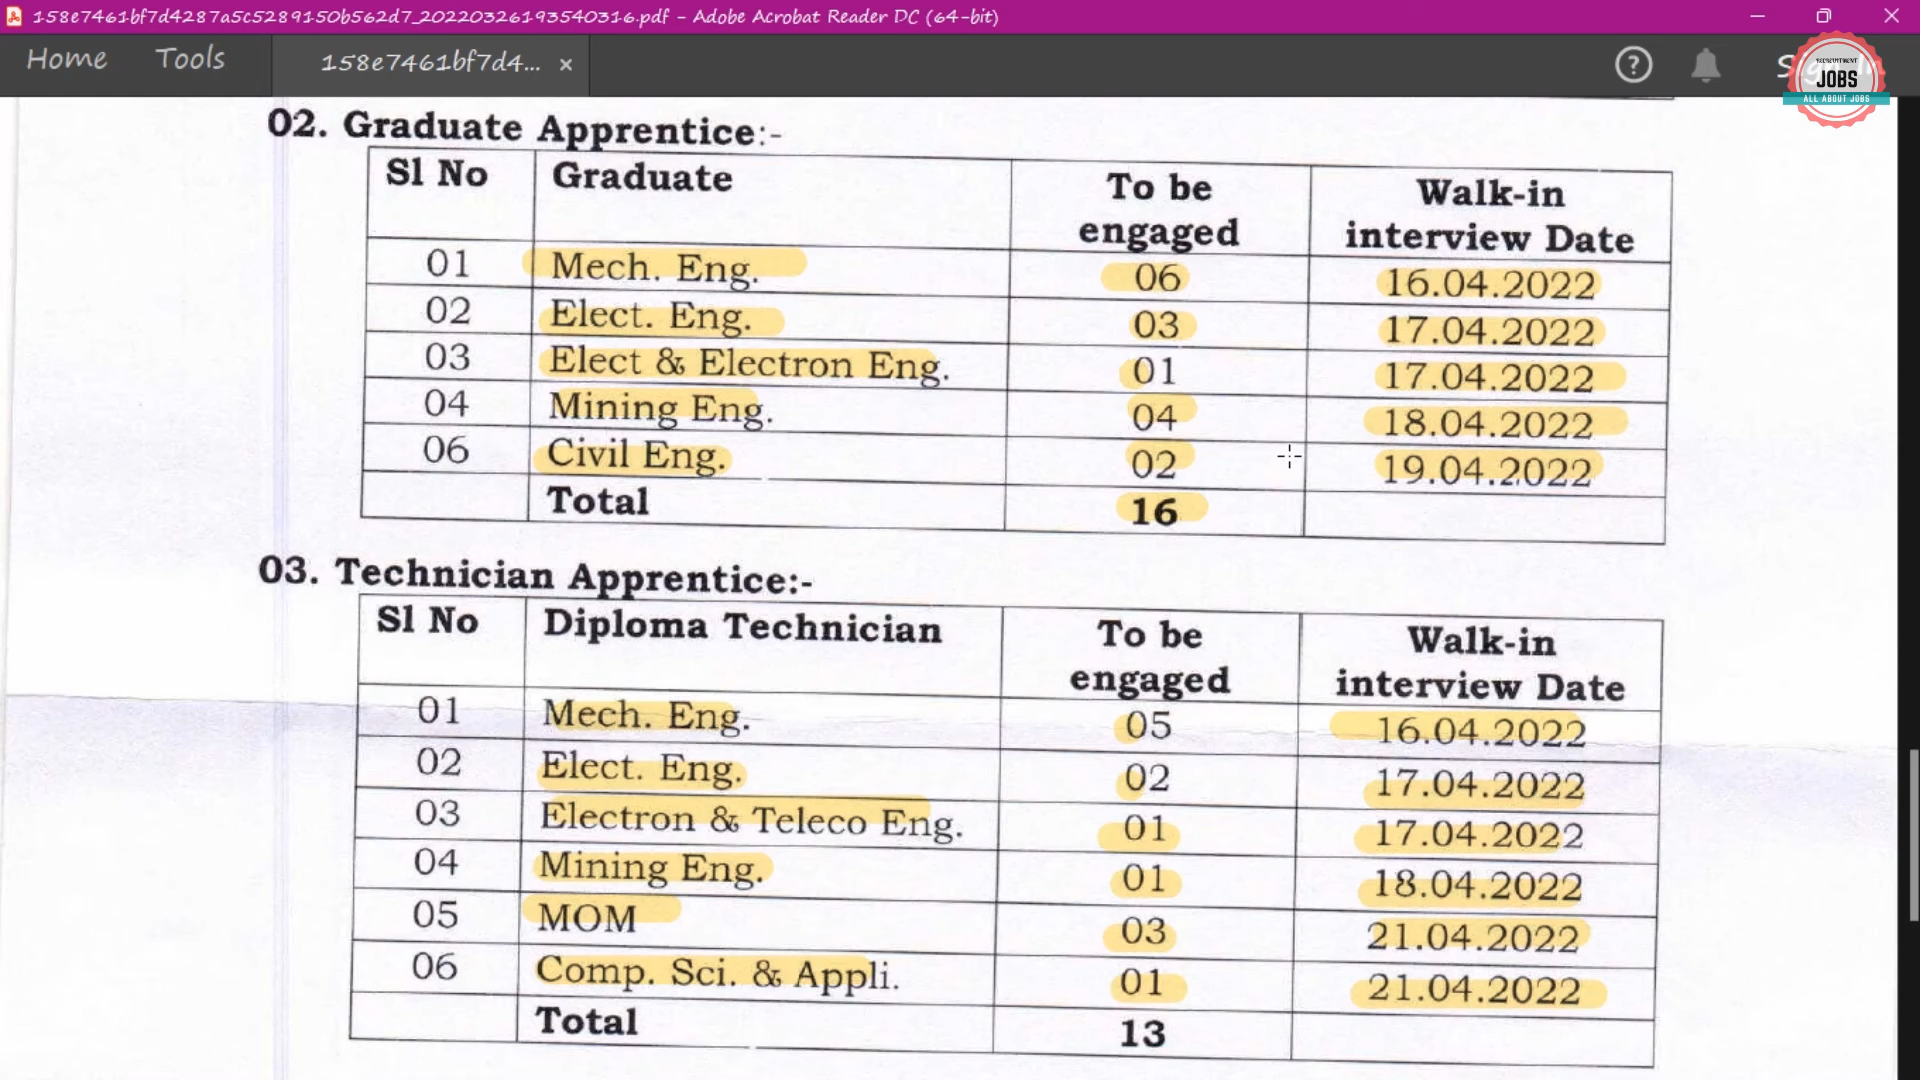 158e7461bf7d4287a5c5289150b562d7_20220326193540316.pdf - Adobe Acrobat Reader DC (64-bit)
Home Tools 158e7461bf7d4... ×
RECRUITMENT
JOBS
ALL ABOUT JOBS
02. Graduate Apprentice:-
Sl No Graduate To be engaged Walk-in interview Date
01 Mech. Eng. 06 16.04.2022
02 Elect. Eng. 03 17.04.2022
03 Elect & Electron Eng. 01 17.04.2022
04 Mining Eng. 04 18.04.2022
06 Civil Eng. 02 19.04.2022
Total 16
03. Technician Apprentice:-
Sl No Diploma Technician To be engaged Walk-in interview Date
01 Mech. Eng. 05 16.04.2022
02 Elect. Eng. 02 17.04.2022
03 Electron & Teleco Eng. 01 17.04.2022
04 Mining Eng. 01 18.04.2022
05 MOM 03 21.04.2022
06 Comp. Sci. & Appli. 01 21.04.2022
Total 13